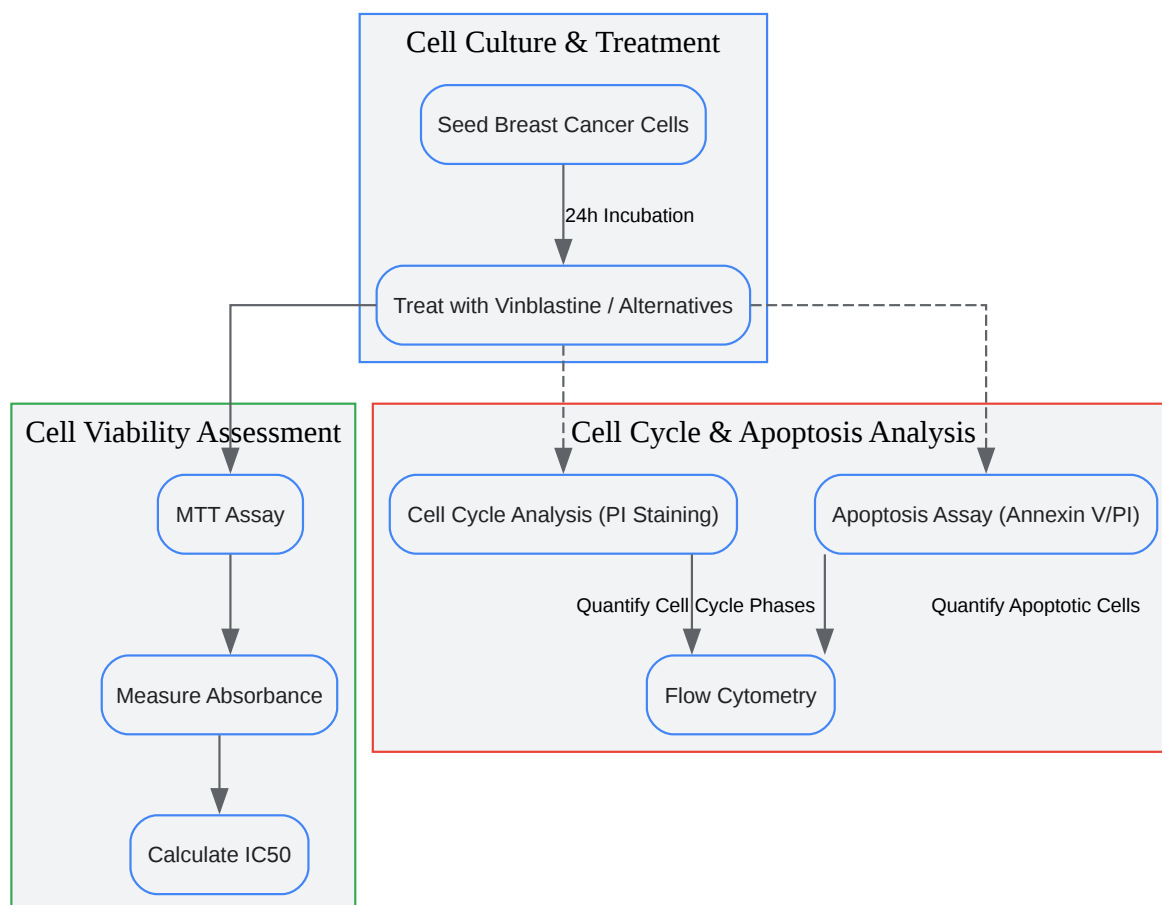 Cell Culture & Treatment
Seed Breast Cancer Cells
24h Incubation
Treat with Vinblastine / Alternatives
Cell Viability Assessment
MTT Assay
Measure Absorbance
Calculate IC50
Cell Cycle & Apoptosis Analysis
Cell Cycle Analysis (PI Staining)
Apoptosis Assay (Annexin V/PI)
Quantify Cell Cycle Phases
Quantify Apoptotic Cells
Flow Cytometry